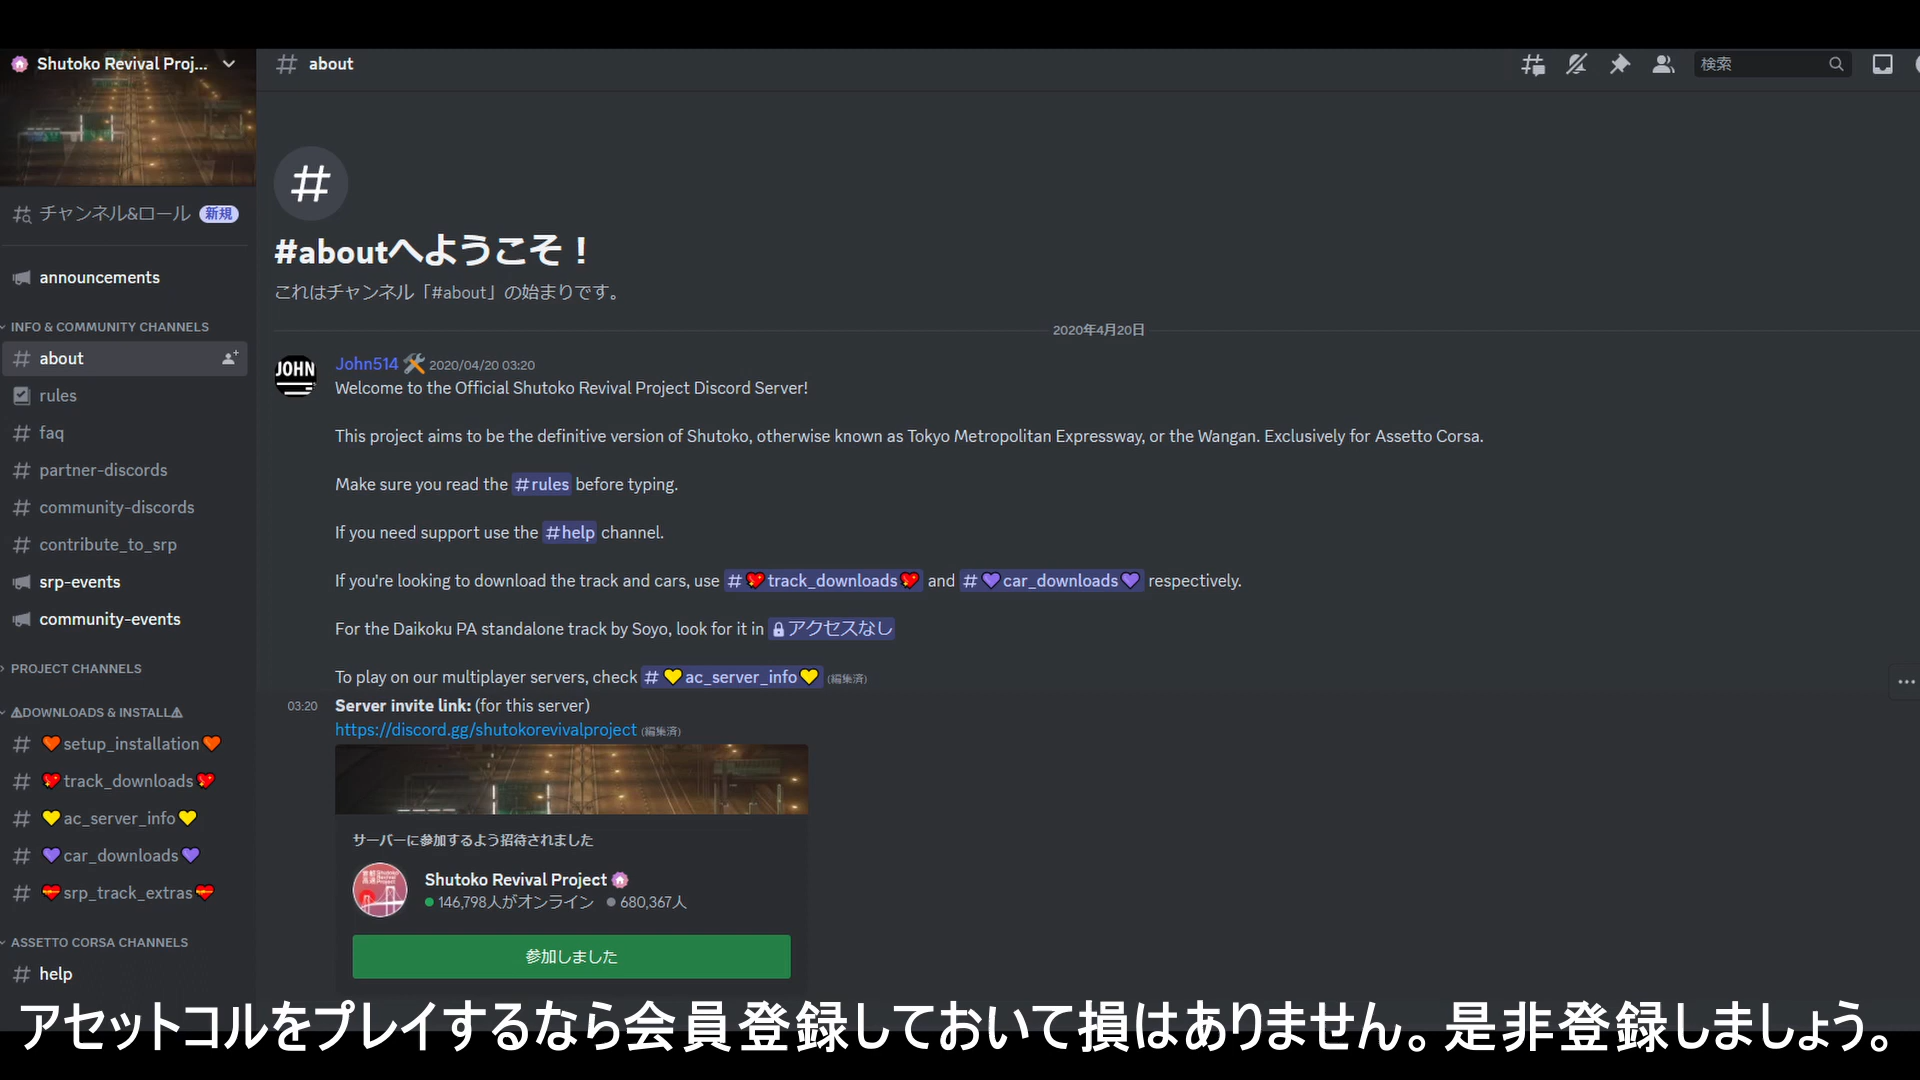 Shutoko Revival Proj...
チャンネル&ロール 新規
announcements
INFO & COMMUNITY CHANNELS
about
rules
faq
partner-discords
community-discords
contribute_to_srp
srp-events
community-events
PROJECT CHANNELS
⚠DOWNLOADS & INSTALL⚠
🧡setup_installation🧡
💖track_downloads💖
💛ac_server_info💛
💜car_downloads💜
💝srp_track_extras💝
ASSETTO CORSA CHANNELS
help
# about
検索
#
#aboutへようこそ！
これはチャンネル「#about」の始まりです。
2020年4月20日
JOHN
John514 🛠 2020/04/20 03:20
Welcome to the Official Shutoko Revival Project Discord Server!
This project aims to be the definitive version of Shutoko, otherwise known as Tokyo Metropolitan Expressway, or the Wangan. Exclusively for Assetto Corsa.
Make sure you read the #rules before typing.
If you need support use the #help channel.
If you're looking to download the track and cars, use #💖track_downloads💖 and #💜car_downloads💜 respectively.
For the Daikoku PA standalone track by Soyo, look for it in アクセスなし
To play on our multiplayer servers, check #💛ac_server_info💛 (編集済)
03:20 Server invite link: (for this server)
https://discord.gg/shutokorevivalproject (編集済)
サーバーに参加するよう招待されました
Shutoko Revival Project
146,798人がオンライン 680,367人
参加しました
アセットコルをプレイするなら会員登録しておいて損はありません。是非登録しましょう。